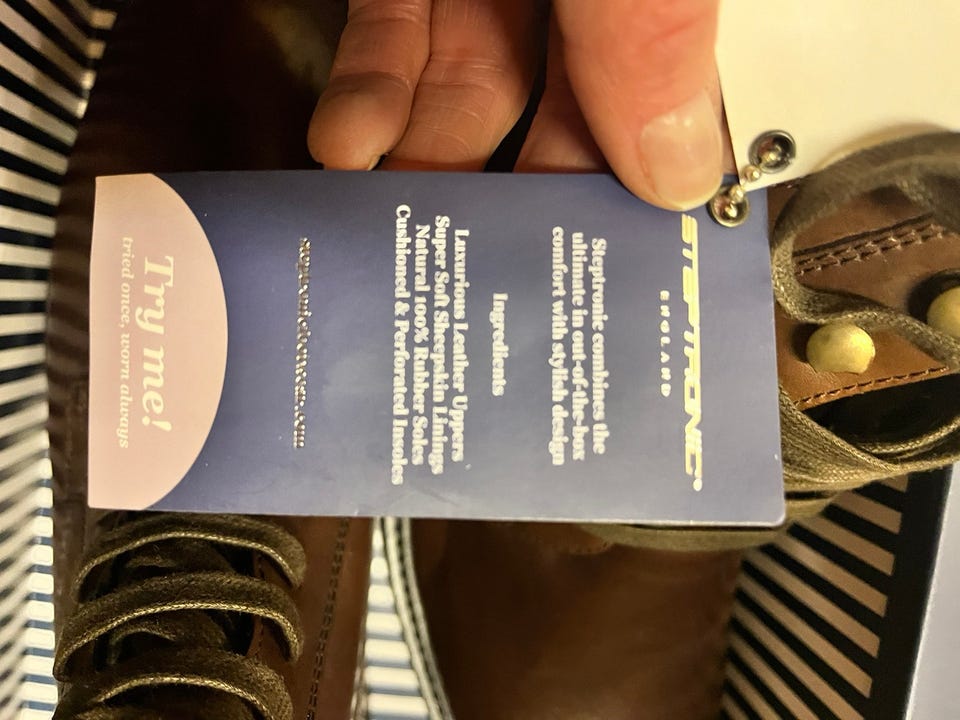 STEPTRONIC®
ENGLAND
Steptronic combines the
ultimate in out-of-the-box
comfort with stylish design
Ingredients
Luxurious Leather Uppers
Super Soft Sheepskin Linings
Natural 100% Rubber Soles
Cushioned & Perforated Insoles
Try me!
tried once, worn always